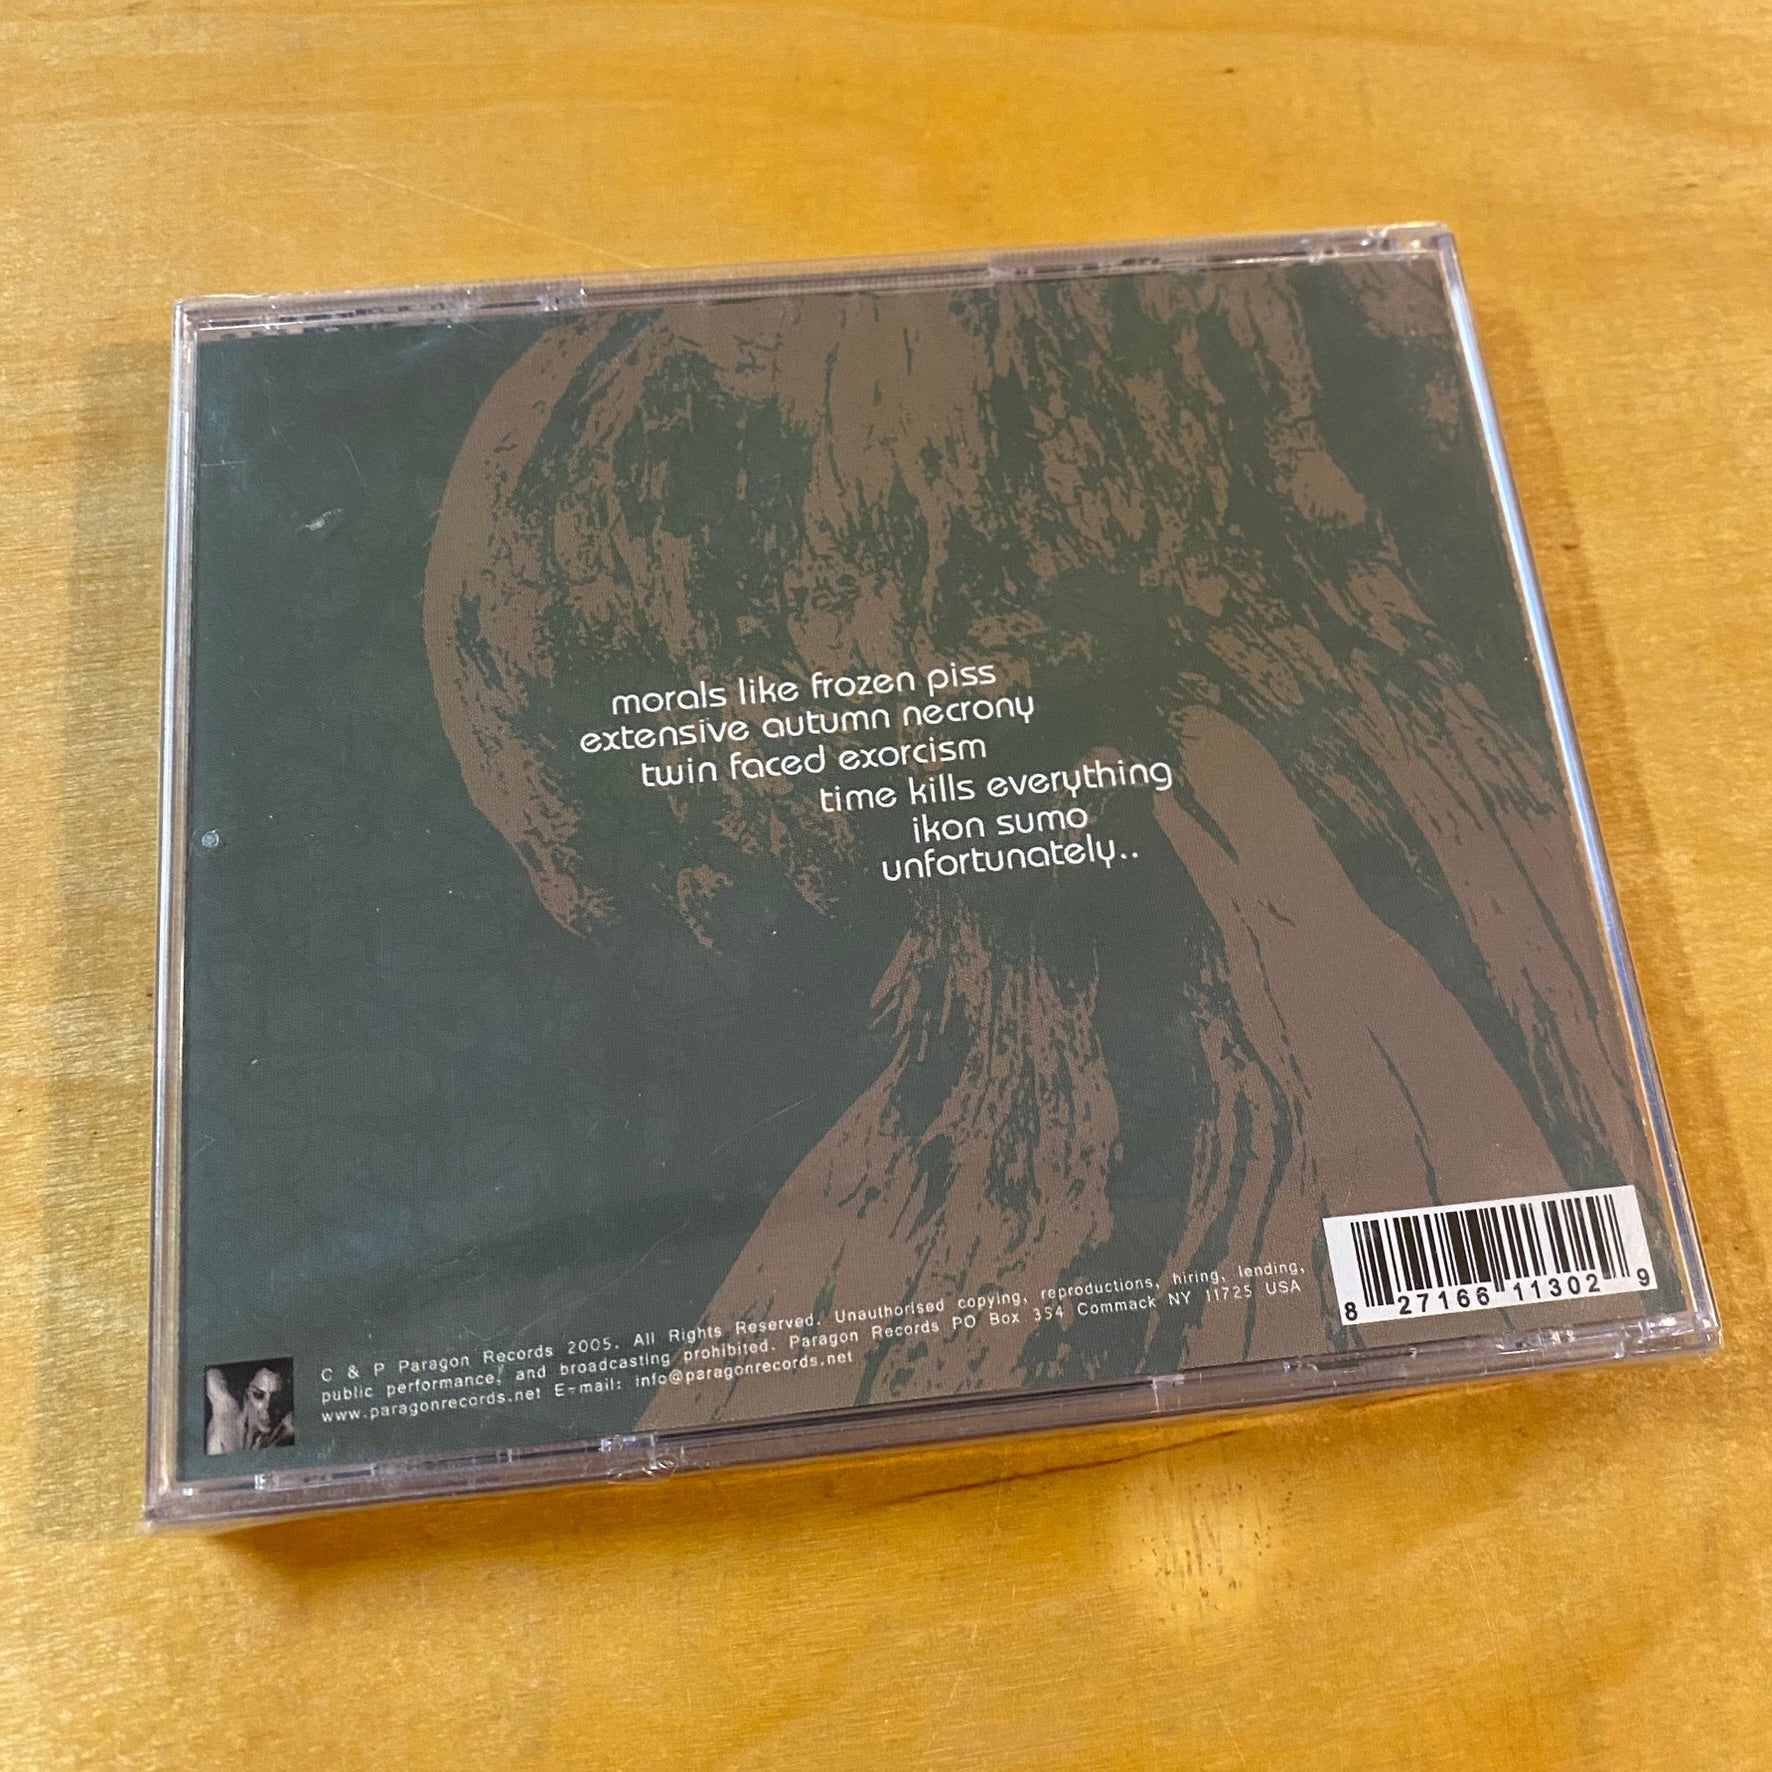 morals like frozen piss
extensive autumn necrony
twin faced exorcism
time kills everything
ikon sumo
unfortunately..
C & P Paragon Records 2005. All Rights Reserved. Unauthorised copying, reproductions, hiring, lending,
public performance, and broadcasting prohibited. Paragon Records PO Box 354 Commack NY 11725 USA
www.paragonrecords.net E-mail: info@paragonrecords.net
8 27166 11302 9